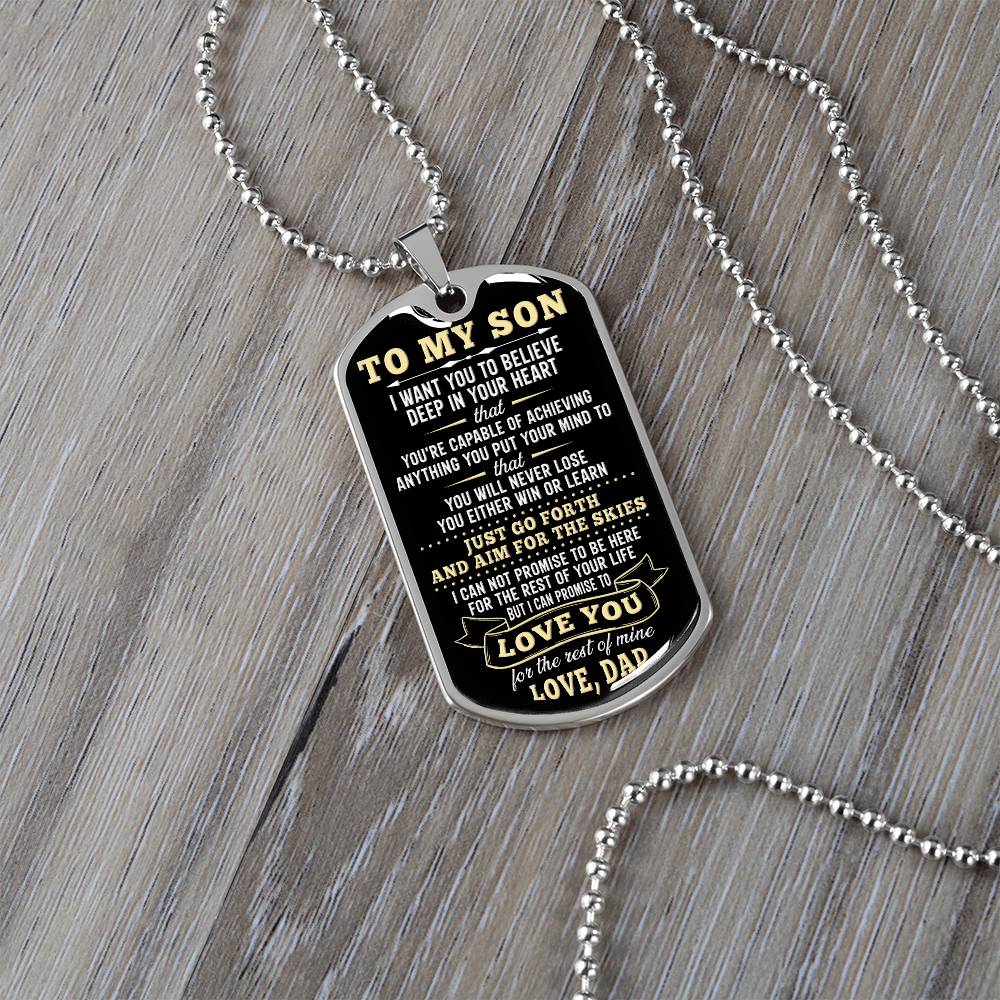 TO MY SON
I WANT YOU TO BELIEVE
DEEP IN YOUR HEART
that
YOU'RE CAPABLE OF ACHIEVING
ANYTHING YOU PUT YOUR MIND TO
that
YOU WILL NEVER LOSE
YOU EITHER WIN OR LEARN
JUST GO FORTH
AND AIM FOR THE SKIES
I CAN NOT PROMISE TO BE HERE
FOR THE REST OF YOUR LIFE
BUT I CAN PROMISE TO
LOVE YOU
for the rest of mine
LOVE, DAD